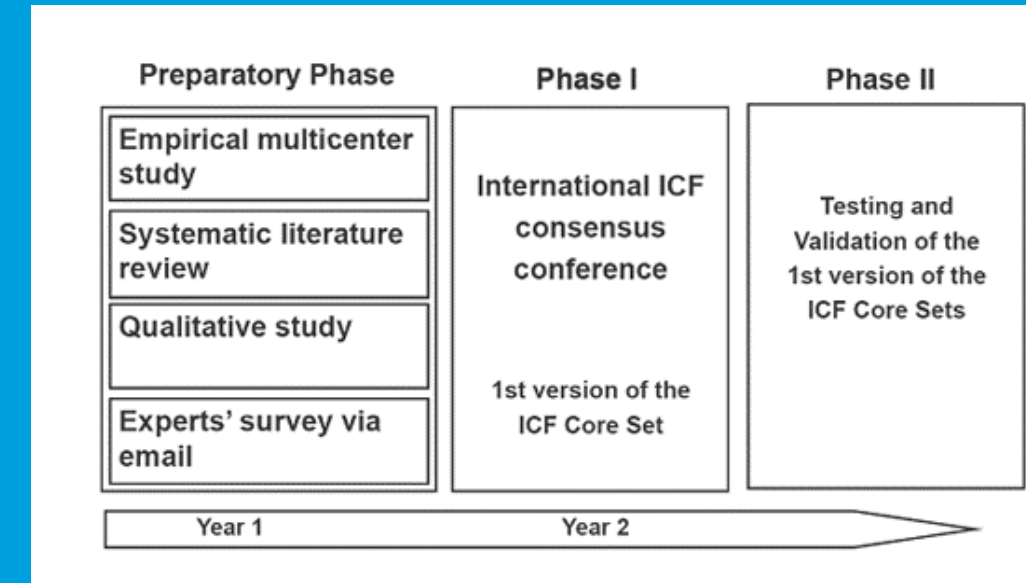 Preparatory Phase
Empirical multicenter
study
Systematic literature
review
Qualitative study
Experts’ survey via
email
Phase I
International ICF
consensus
conference
1st version of the
ICF Core Set
Phase II
Testing and
Validation of the
1st version of the
ICF Core Sets
Year 1
Year 2